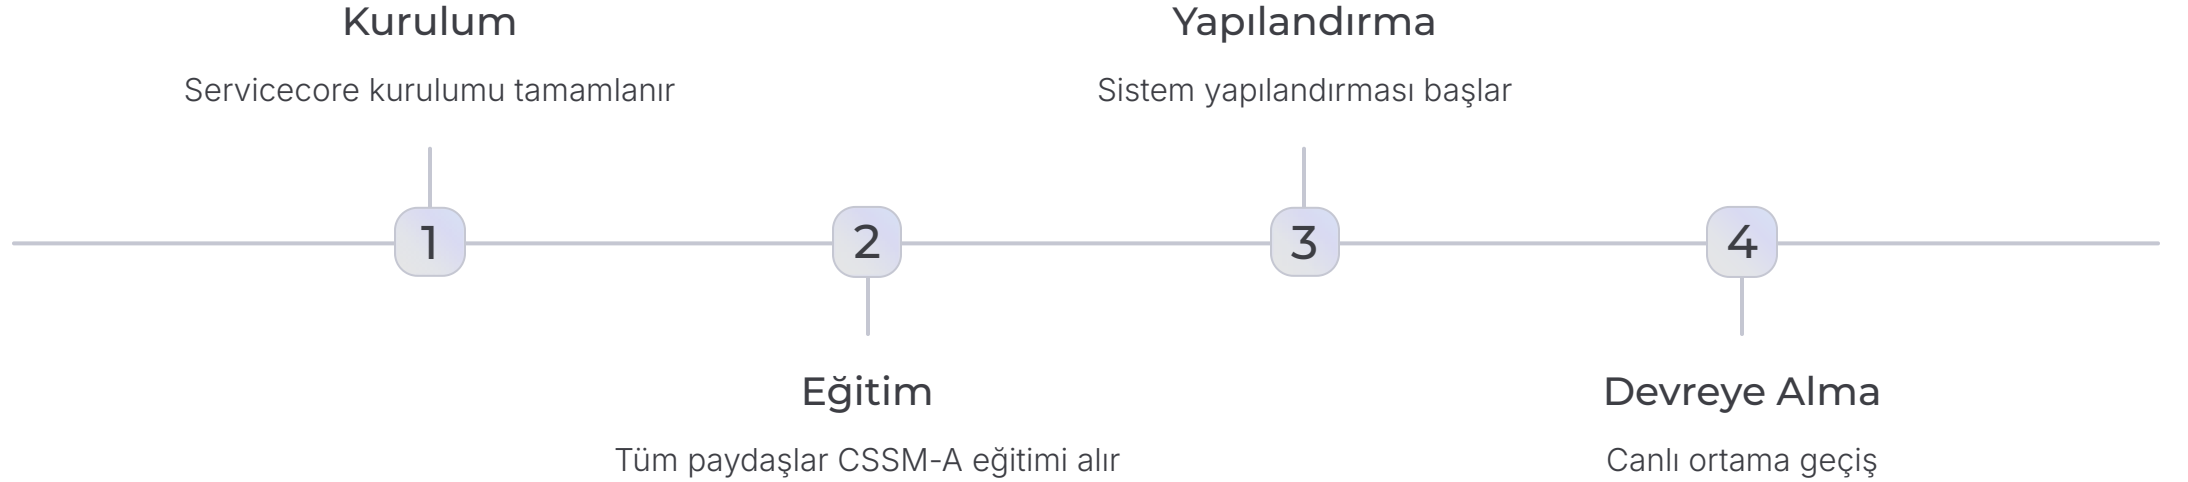 Kurulum
Servicecore kurulumu tamamlanır
1
2
Eğitim
Tüm paydaşlar CSSM-A eğitimi alır
Yapılandırma
Sistem yapılandırması başlar
3
4
Devreye Alma
Canlı ortama geçiş